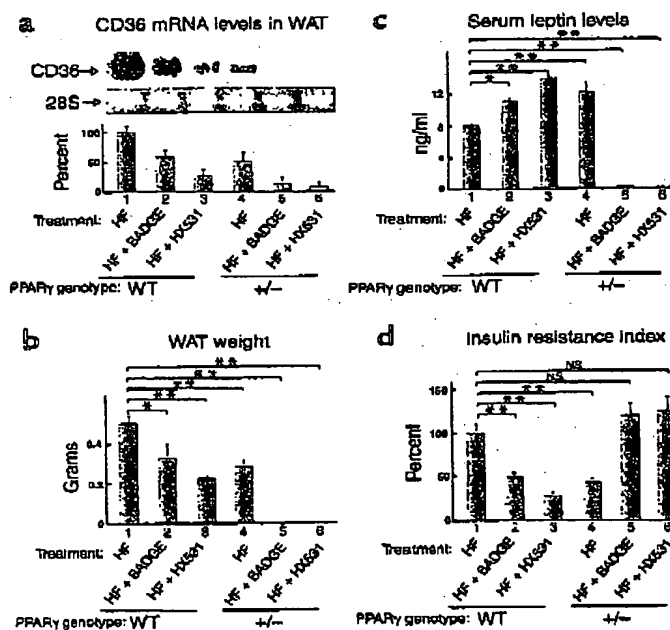 a CD36 mRNA levels in WAT
CD36→
28S→
Percent
100
50
0
1 2 3 4 5 6
Treatment: HF HF + BADGE HF + HX531 HF HF + BADGE HF + HX531
PPARγ genotype: WT +/−
b WAT weight
** 
**
**
**
*
Grams
0
1 2 3 4 5 6
Treatment: HF HF + BADGE HF + HX531 HF HF + BADGE HF + HX531
PPARγ genotype: WT +/−
c Serum leptin levels
**
**
**
**
*
ng/ml
12
8
4
0
1 2 3 4 5 6
Treatment: HF HF + BADGE HF + HX531 HF HF + BADGE HF + HX531
PPARγ genotype: WT +/−
d Insulin resistance index
NS
NS
**
**
**
Percent
150
100
50
0
1 2 3 4 5 6
Treatment: HF HF + BADGE HF + HX531 HF HF + BADGE HF + HX531
PPARγ genotype: WT +/−